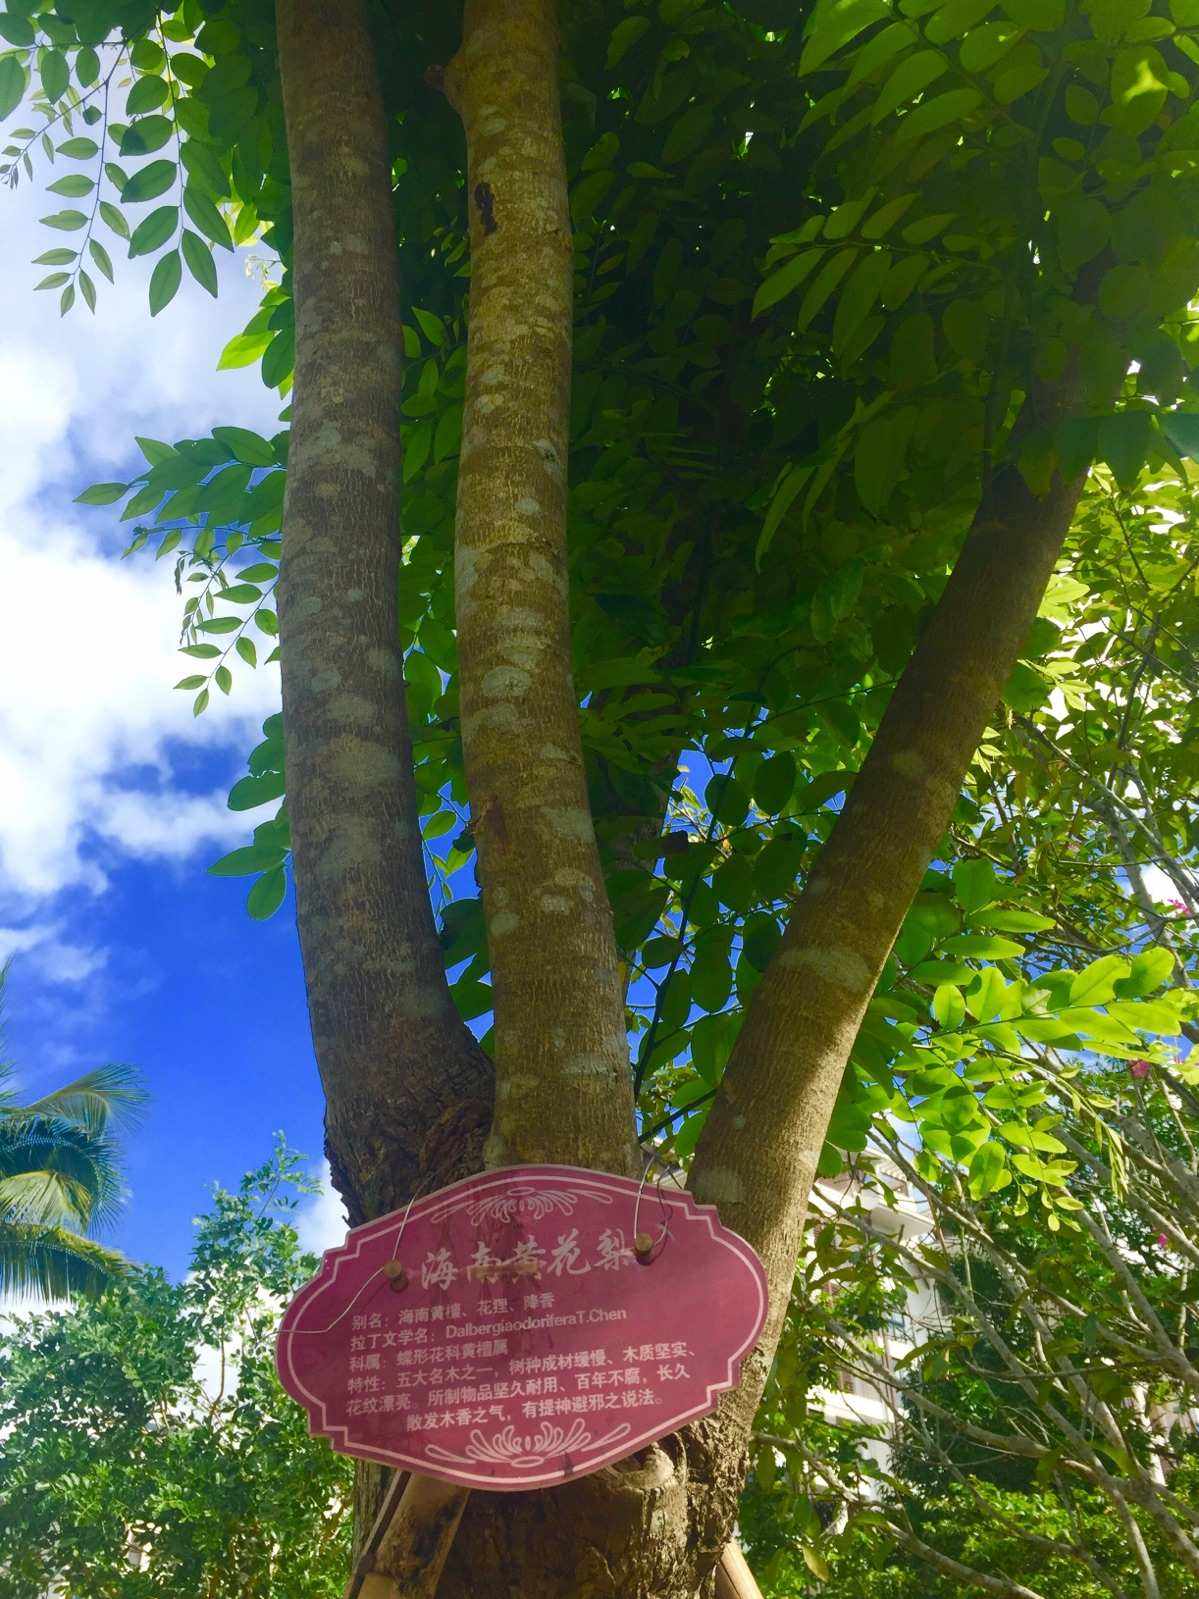 海南黄花梨
别名：海南黄檀、花狸、降香
拉丁文学名：DalbergiaodoriferaT.Chen
科属：蝶形花科黄檀属
特性：五大名木之一，树种成材缓慢、木质坚实、
花纹漂亮。所制物品坚久耐用、百年不腐，长久
散发木香之气，有提神避邪之说法。